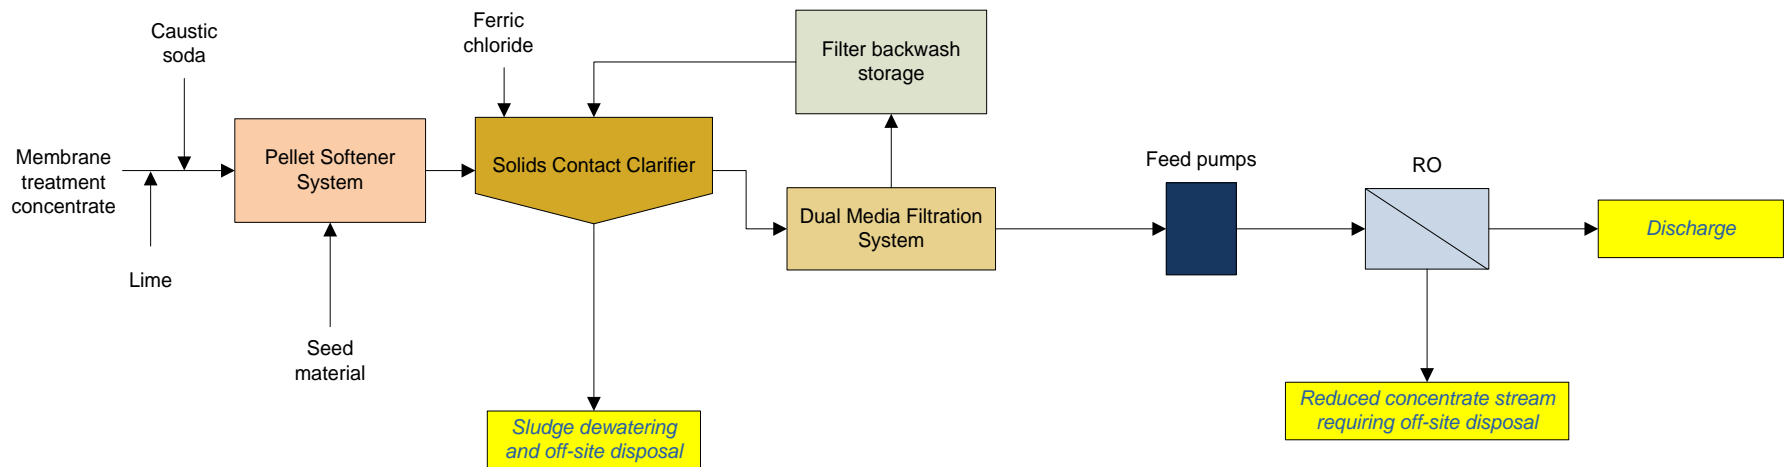 Caustic
soda
Ferric
chloride
Filter backwash
storage
Membrane
treatment
concentrate
Pellet Softener
System
Solids Contact Clarifier
Feed pumps
RO
Dual Media Filtration
System
Discharge
Lime
Seed
material
Sludge dewatering
and off-site disposal
Reduced concentrate stream
requiring off-site disposal